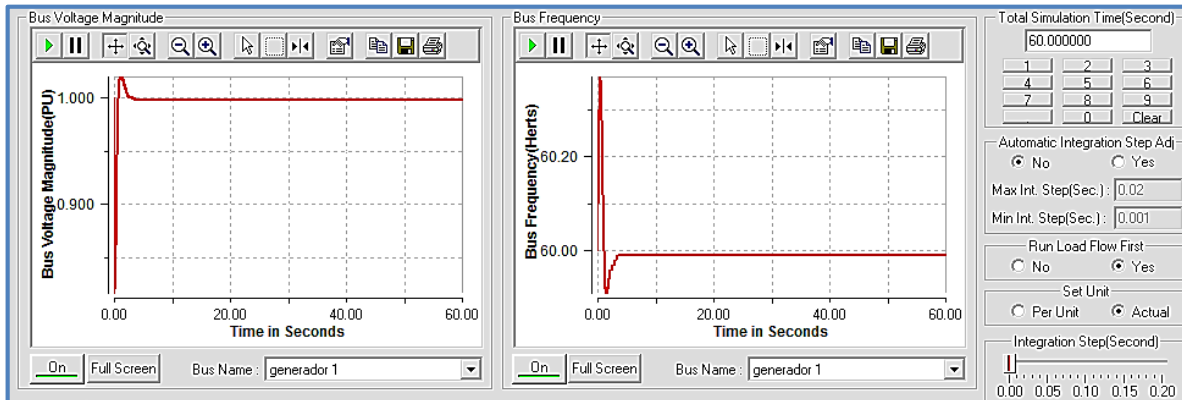 Bus Voltage Magnitude
Bus Voltage Magnitude(PU)
1.000
0.900
0.00 20.00 40.00 60.00
Time in Seconds
On Full Screen Bus Name : generador 1
Bus Frequency
Bus Frequency(Herts)
60.20
60.00
0.00 20.00 40.00 60.00
Time in Seconds
On Full Screen Bus Name : generador 1
Total Simulation Time(Second)
60.000000
1 2 3
4 5 6
7 8 9
. 0 Clear
Automatic Integration Step Adj
No Yes
Max Int. Step(Sec.) : 0.02
Min Int. Step(Sec.) : 0.001
Run Load Flow First
No Yes
Set Unit
Per Unit Actual
Integration Step(Second)
0.00 0.05 0.10 0.15 0.20